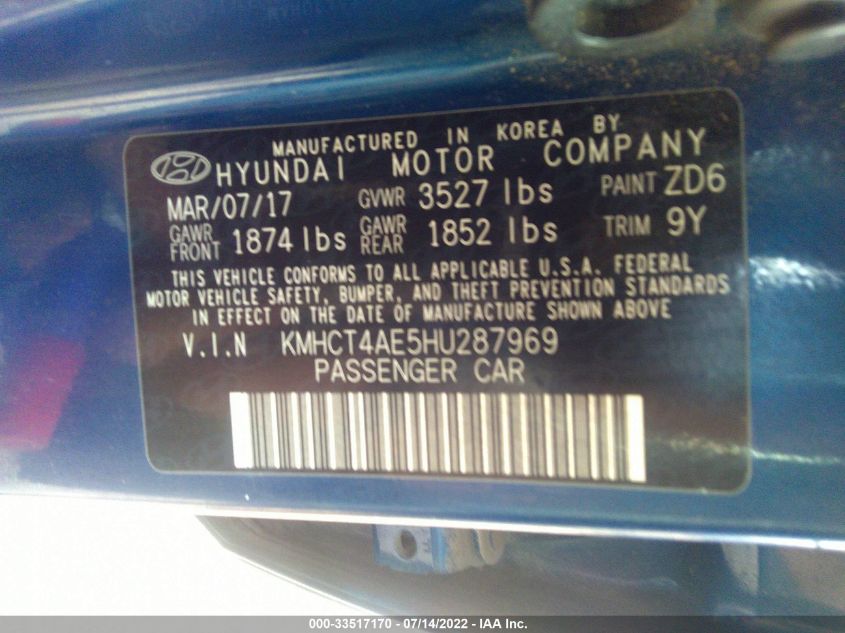 MANUFACTURED IN KOREA BY
HYUNDAI MOTOR COMPANY
MAR/07/17 GVWR 3527 lbs PAINT ZD6
GAWR FRONT 1874 lbs GAWR REAR 1852 lbs TRIM 9Y
THIS VEHICLE CONFORMS TO ALL APPLICABLE U.S.A. FEDERAL
MOTOR VEHICLE SAFETY, BUMPER, AND THEFT PREVENTION STANDARDS
IN EFFECT ON THE DATE OF MANUFACTURE SHOWN ABOVE
V.I.N KMHCT4AE5HU287969
PASSENGER CAR
000-33517170 - 07/14/2022 - IAA Inc.